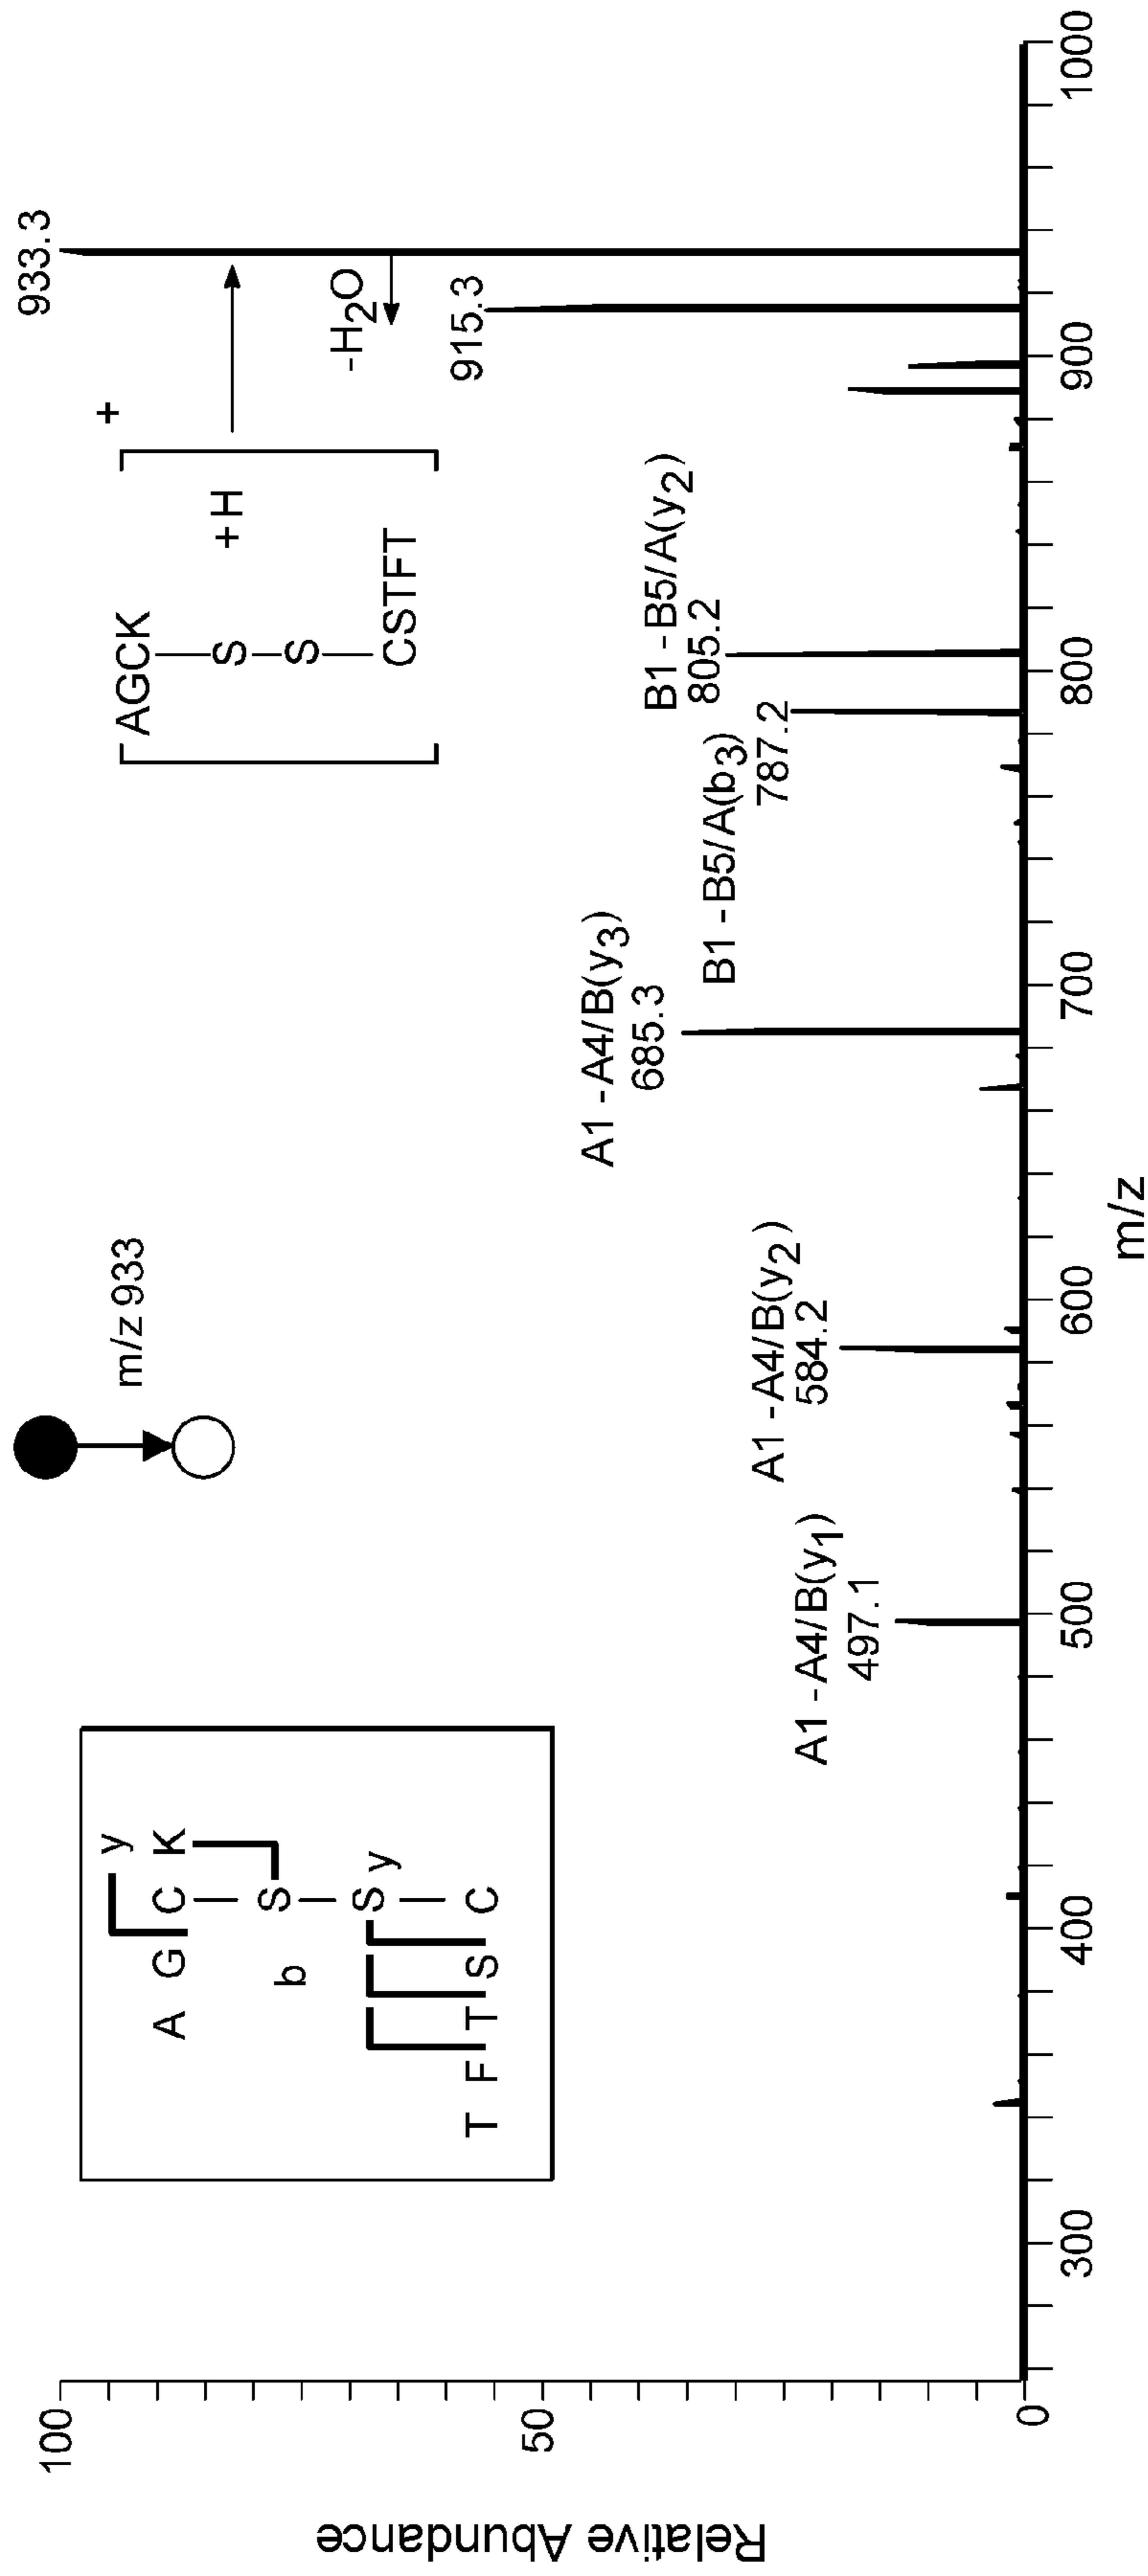 933.3
-H2O
915.3
+
AGCK
S
S
+H
CSTFT
m/z 933
y
A G C K
S
b
S y
T F T S C
B1 - B5/A(y2)
805.2
B1 - B5/A(b3)
787.2
A1 - A4/B(y3)
685.3
A1 - A4/B(y2)
584.2
A1 - A4/B(y1)
497.1
100
50
0
Relative Abundance
300 400 500 600 700 800 900 1000
m/z